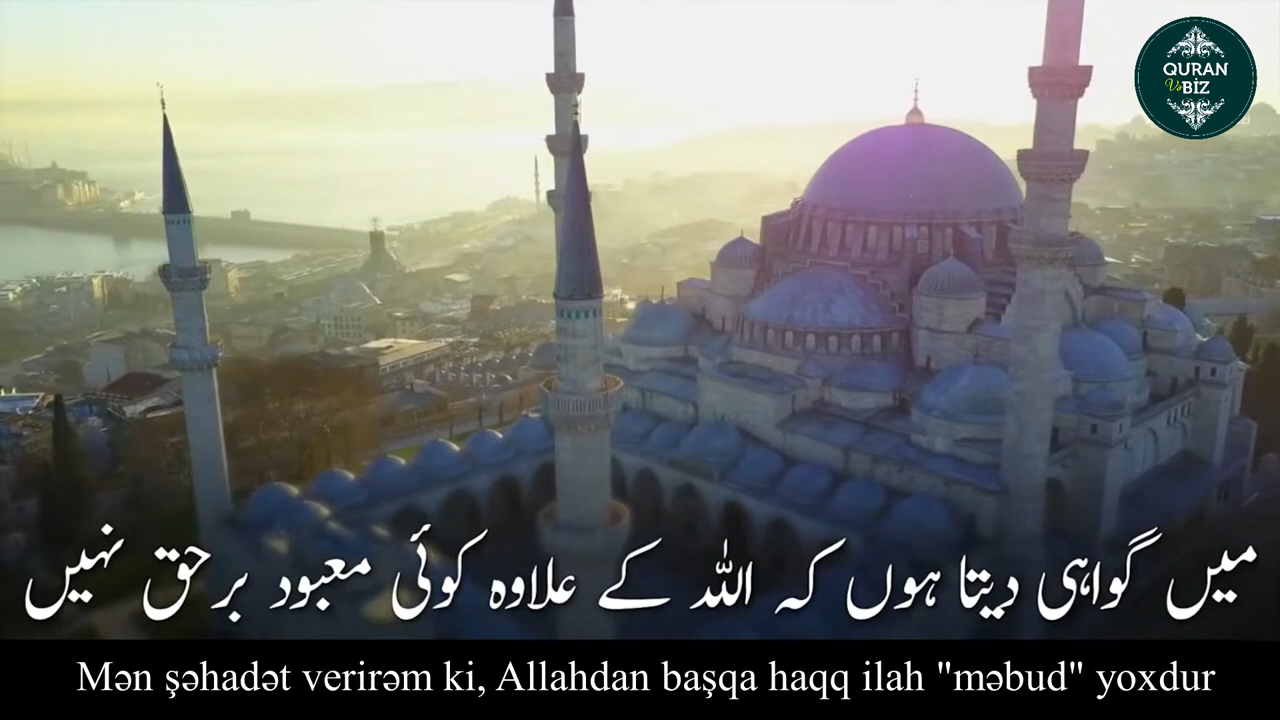 QURAN
Və BİZ
میں گواہی دیتا ہوں کہ اللہ کے علاوہ کوئی معبود برحق نہیں
Mən şəhadət verirəm ki, Allahdan başqa haqq ilah "məbud" yoxdur